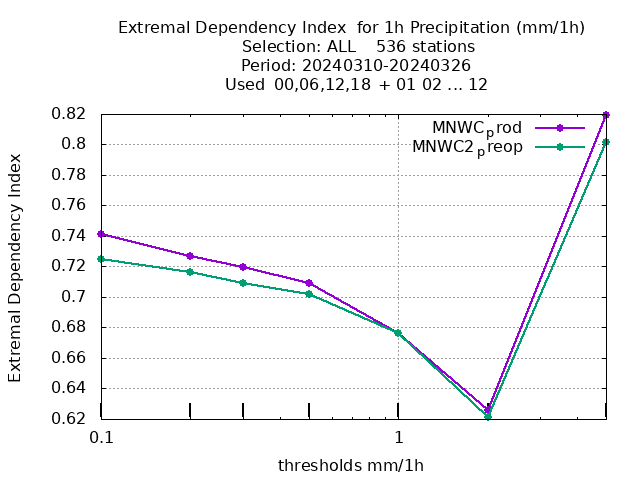 Extremal Dependency Index for 1h Precipitation (mm/1h)
Selection: ALL 536 stations
Period: 20240310-20240326
Used 00,06,12,18 + 01 02 ... 12
MNWCprod
MNWC2preop
0.82
0.8
0.78
0.76
0.74
0.72
0.7
0.68
0.66
0.64
0.62
Extremal Dependency Index
0.1
1
thresholds mm/1h